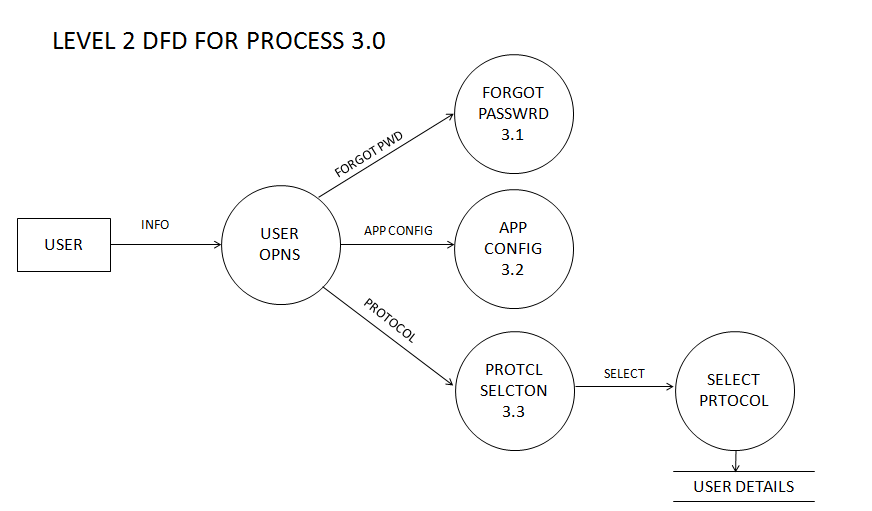 LEVEL 2 DFD FOR PROCESS 3.0
FORGOT
PASSWRD
3.1
FORGOT PWD
USER
INFO
USER
OPNS
APP CONFIG
APP
CONFIG
3.2
PROTOCOL
PROTCL
SELCTON
3.3
SELECT
SELECT
PRTOCOL
USER DETAILS